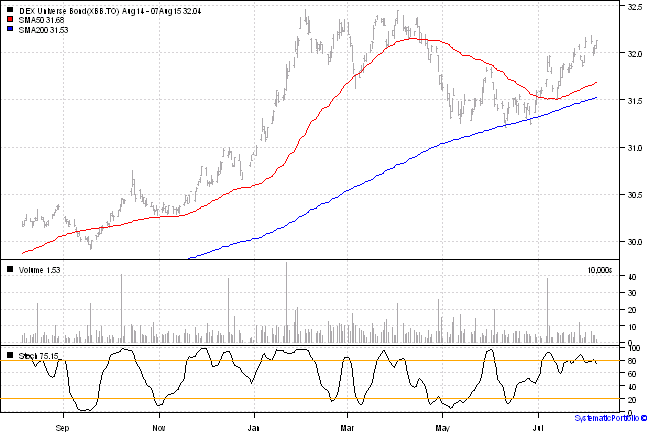 DEX Universe Bond(XBB.TO) Aug14 - 07Aug15 32.04
SMA50 31.68
SMA200 31.53
32.5
32.0
31.5
31.0
30.5
30.0
Volume 1.53
10,000s
40
30
20
10
0
Stoch 75.15
100
80
60
40
20
0
Sep
Nov
Jan
Mar
May
Jul
SystematicPortfolio ©